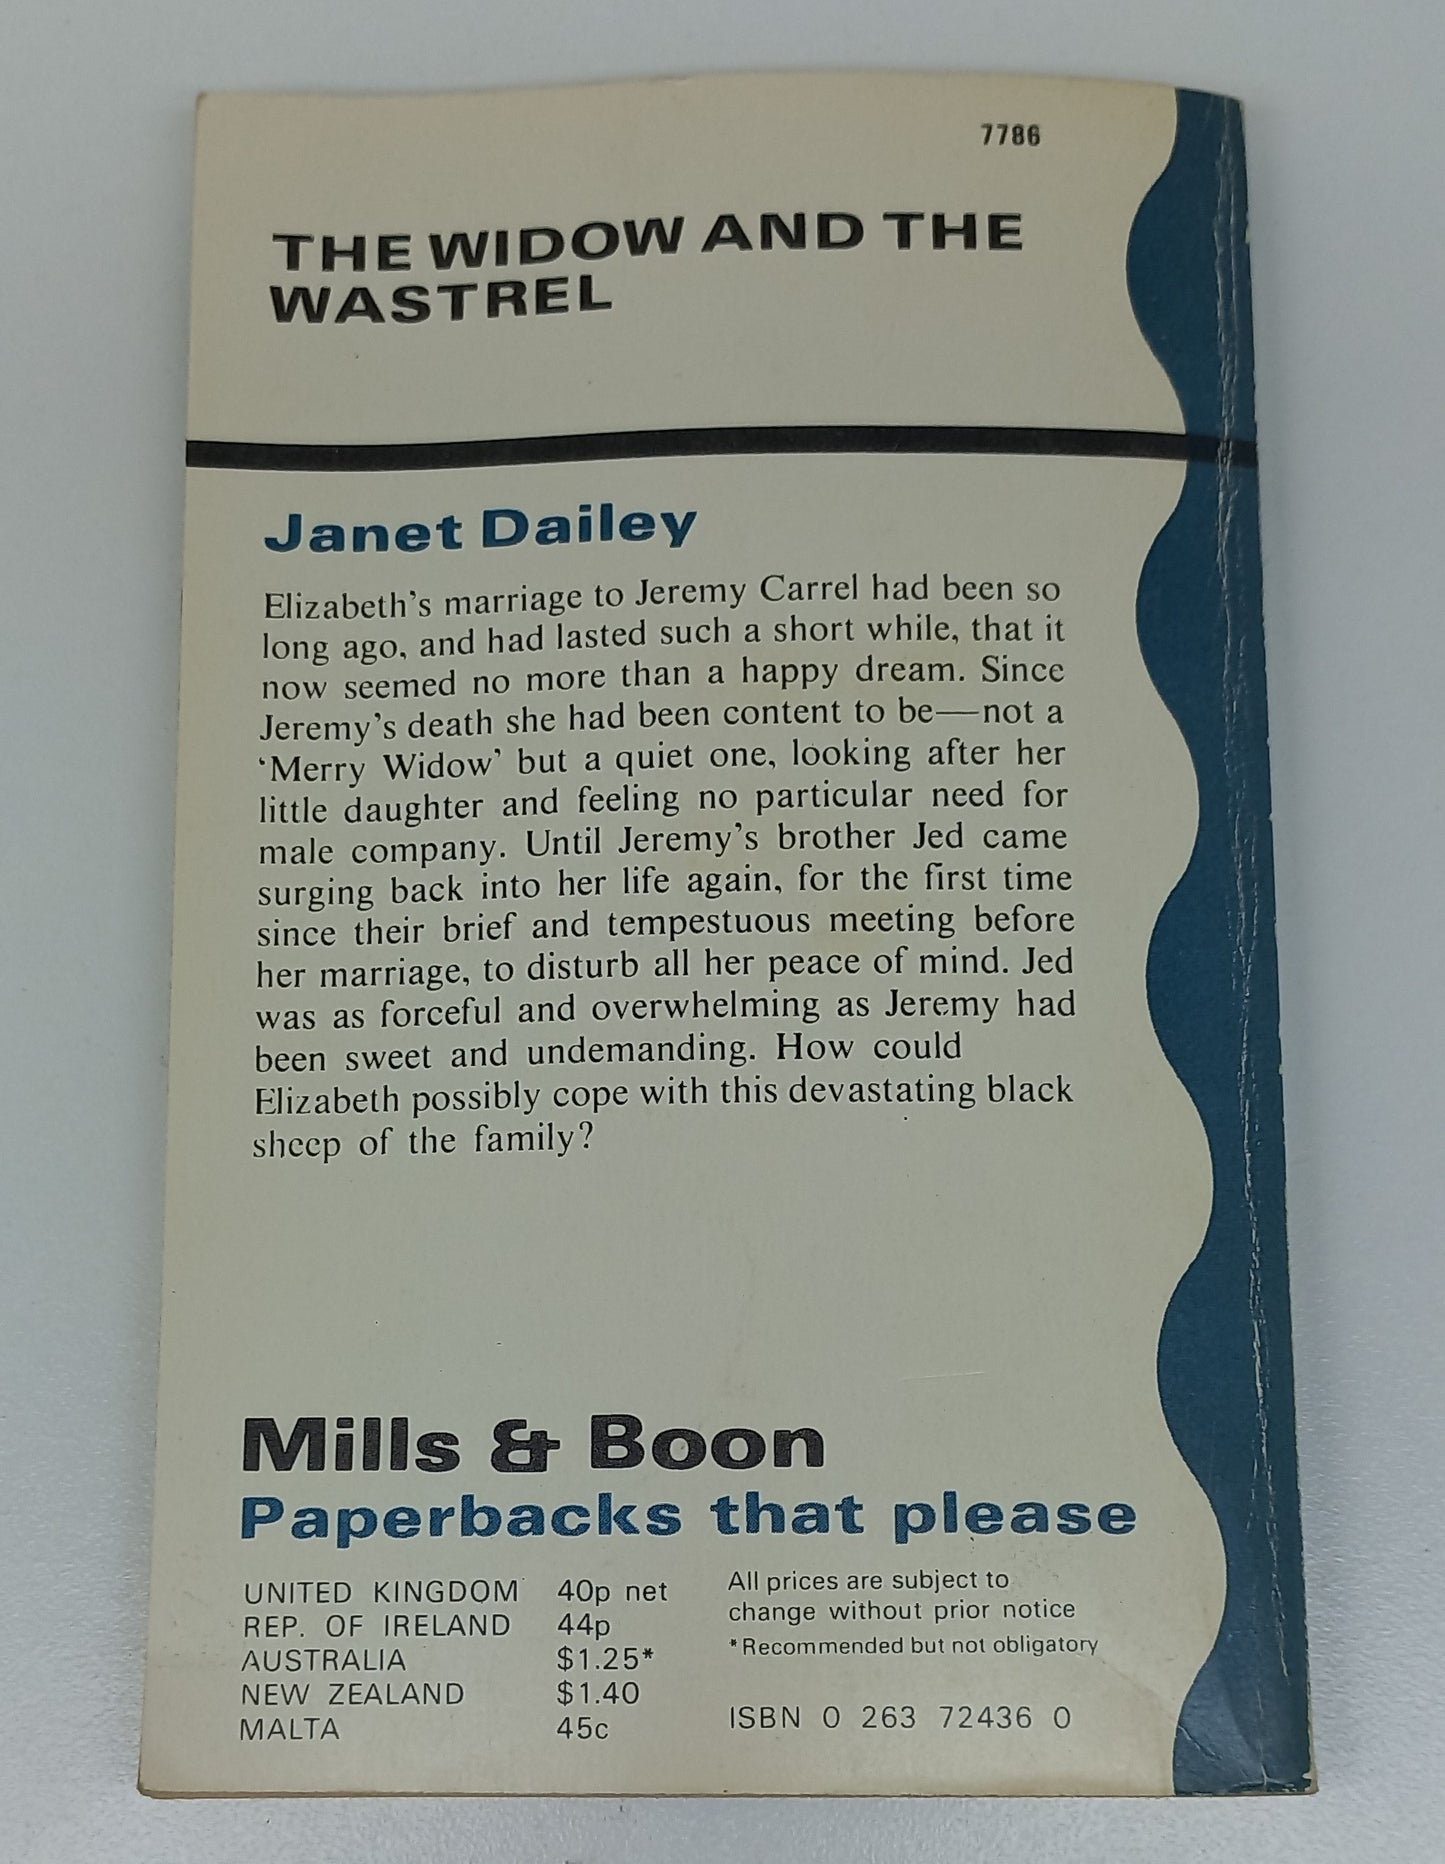 7786
THE WIDOW AND THE
WASTREL
Janet Dailey
Elizabeth's marriage to Jeremy Carrel had been so
long ago, and had lasted such a short while, that it
now seemed no more than a happy dream. Since
Jeremy's death she had been content to be—not a
‘Merry Widow’ but a quiet one, looking after her
little daughter and feeling no particular need for
male company. Until Jeremy's brother Jed came
surging back into her life again, for the first time
since their brief and tempestuous meeting before
her marriage, to disturb all her peace of mind. Jed
was as forceful and overwhelming as Jeremy had
been sweet and undemanding. How could
Elizabeth possibly cope with this devastating black
sheep of the family?
Mills & Boon
Paperbacks that please
UNITED KINGDOM 40p net
REP. OF IRELAND 44p
AUSTRALIA $1.25*
NEW ZEALAND $1.40
MALTA 45c
All prices are subject to
change without prior notice
*Recommended but not obligatory
ISBN 0 263 72436 0